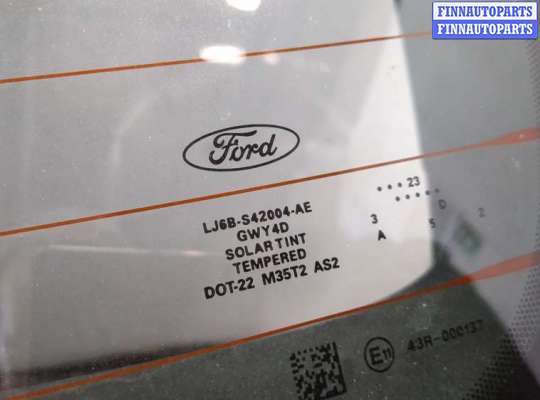 FINNAUTOPARTS
FINNAUTOPARTS
Ford
LJ6B-S42004-AE
GWY4D
SOLAR TINT
TEMPERED
DOT-22 M35T2 AS2
•••23
•••••
D
3 5 2
A
E11 43R-000137